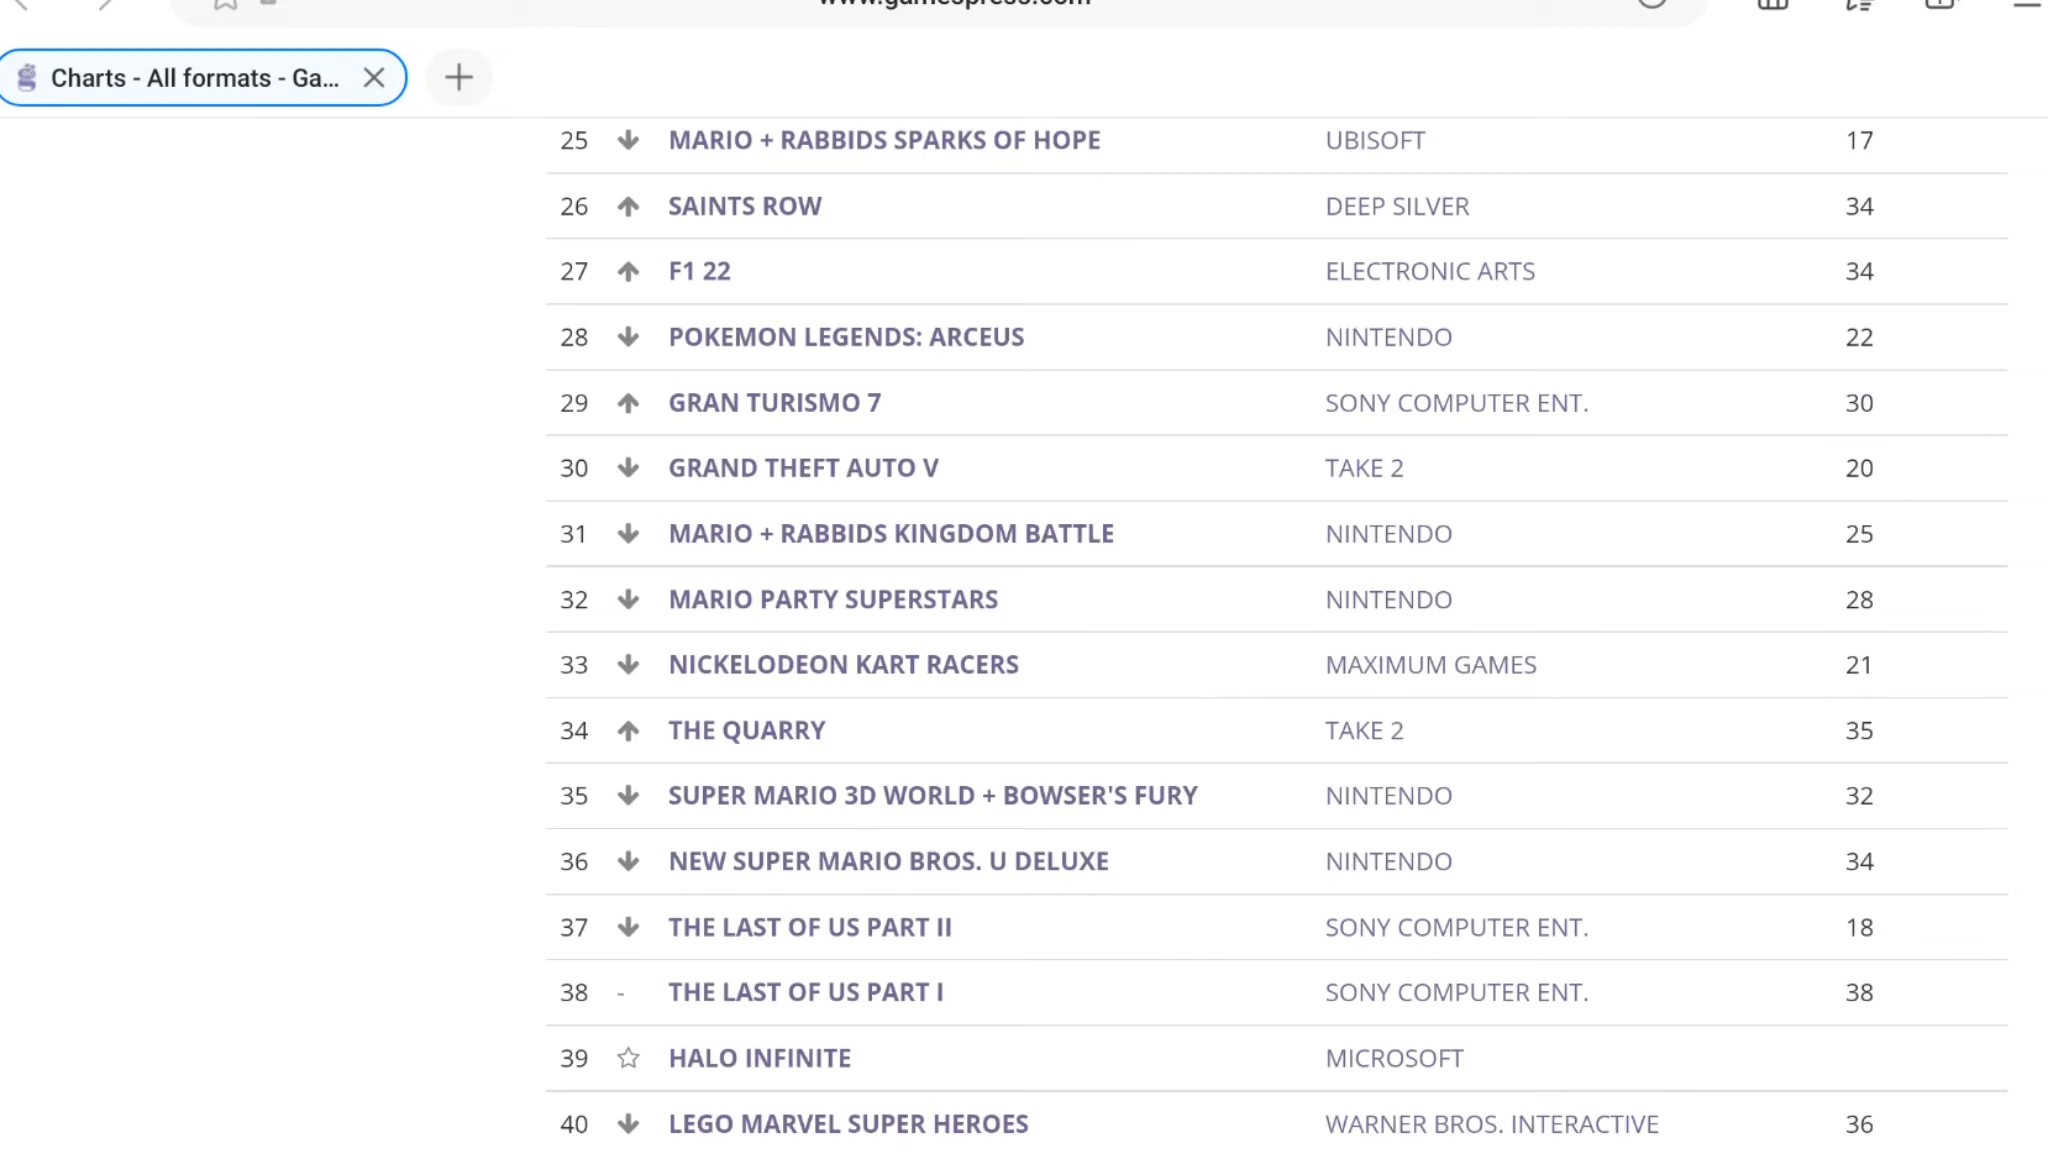 www.gamespress.com
Charts - All formats - Ga...
25 MARIO + RABBIDS SPARKS OF HOPE UBISOFT 17
26 SAINTS ROW DEEP SILVER 34
27 F1 22 ELECTRONIC ARTS 34
28 POKEMON LEGENDS: ARCEUS NINTENDO 22
29 GRAN TURISMO 7 SONY COMPUTER ENT. 30
30 GRAND THEFT AUTO V TAKE 2 20
31 MARIO + RABBIDS KINGDOM BATTLE NINTENDO 25
32 MARIO PARTY SUPERSTARS NINTENDO 28
33 NICKELODEON KART RACERS MAXIMUM GAMES 21
34 THE QUARRY TAKE 2 35
35 SUPER MARIO 3D WORLD + BOWSER'S FURY NINTENDO 32
36 NEW SUPER MARIO BROS. U DELUXE NINTENDO 34
37 THE LAST OF US PART II SONY COMPUTER ENT. 18
38 - THE LAST OF US PART I SONY COMPUTER ENT. 38
39 HALO INFINITE MICROSOFT
40 LEGO MARVEL SUPER HEROES WARNER BROS. INTERACTIVE 36